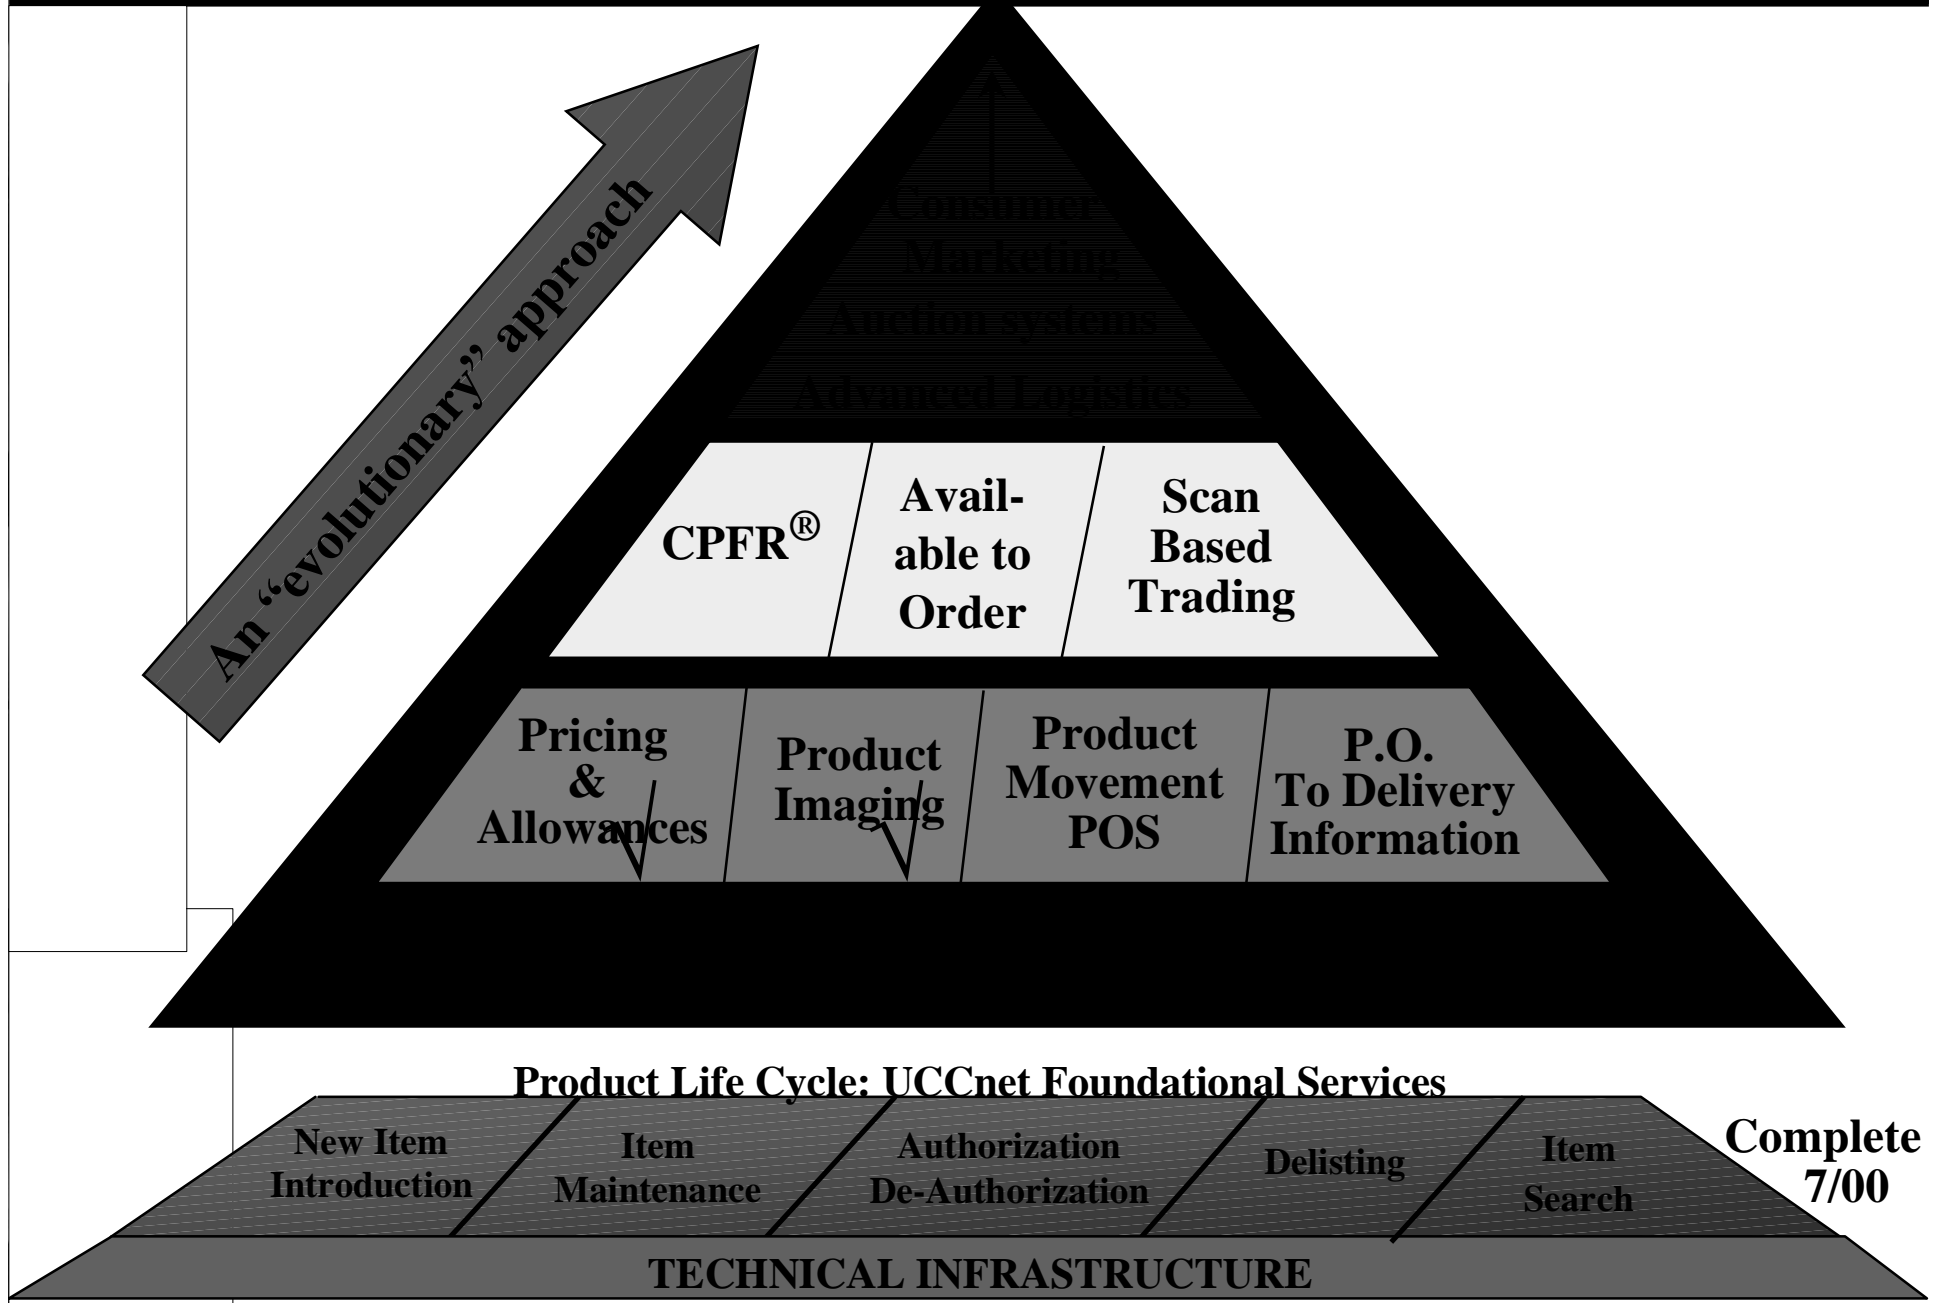 An “evolutionary” approach
Consumer
Marketing
Auction systems
Advanced Logistics
CPFR®
Avail-
able to
Order
Scan
Based
Trading
Pricing
&
Allowances
Product
Imaging
Product
Movement
POS
P.O.
To Delivery
Information
Product Life Cycle: UCCnet Foundational Services
New Item
Introduction
Item
Maintenance
Authorization
De-Authorization
Delisting
Item
Search
Complete
7/00
TECHNICAL INFRASTRUCTURE